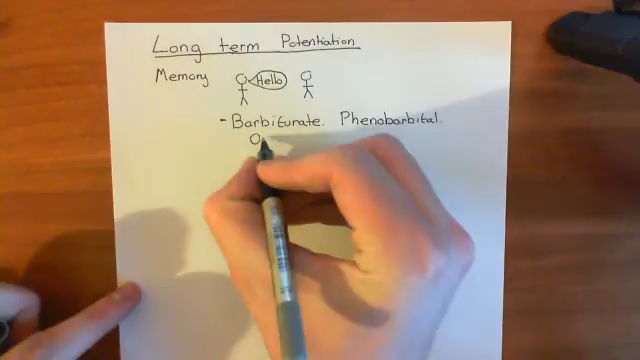 Long term Potentiation
Memory Hello
- Barbiturate. Phenobarbital.